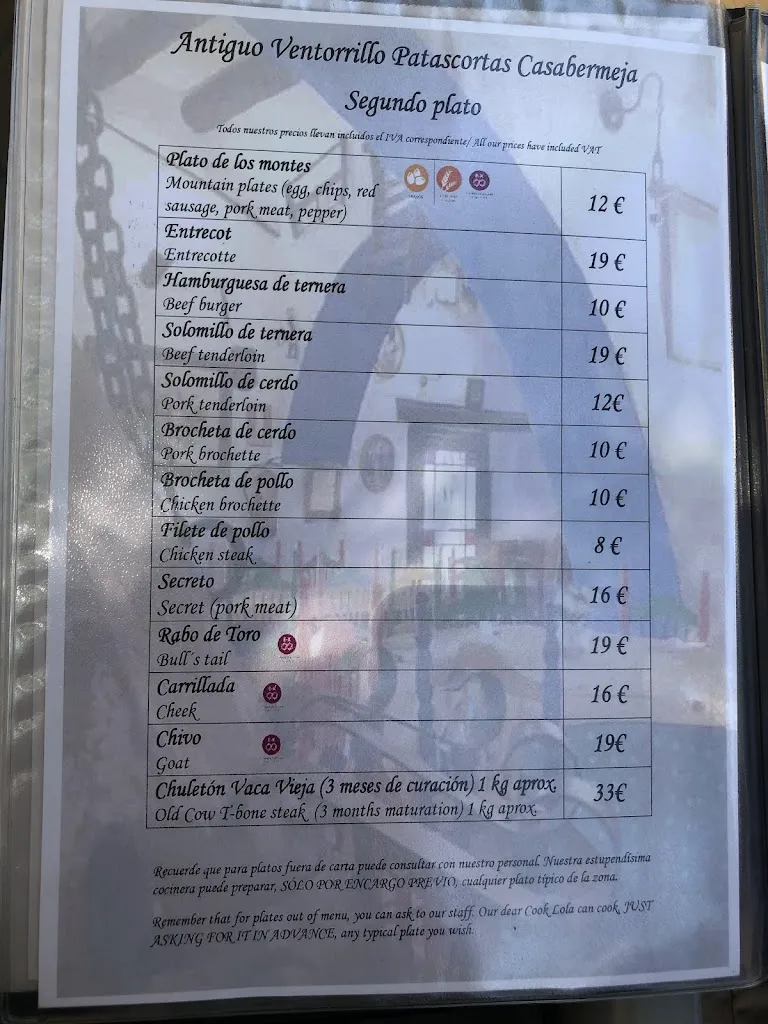 Antiguo Ventorrillo Patascortas Casabermeja
Segundo plato
Todos nuestros precios llevan incluidos el IVA correspondiente/ All our prices have included VAT
Plato de los montes
Mountain plates (egg, chips, red
sausage, pork meat, pepper)
12 €
Entrecot
Entrecotte
19 €
Hamburguesa de ternera
Beef burger
10 €
Solomillo de ternera
Beef tenderloin
19 €
Solomillo de cerdo
Pork tenderloin
12€
Brocheta de cerdo
Pork brochette
10 €
Brocheta de pollo
Chicken brochette
10 €
Filete de pollo
Chicken steak
8 €
Secreto
Secret (pork meat)
16 €
Rabo de Toro
Bull´s tail
19 €
Carrillada
Cheek
16 €
Chivo
Goat
19€
Chuletón Vaca Vieja (3 meses de curación) 1 kg aprox.
Old Cow T-bone steak (3 months maturation) 1 kg aprox.
33€
Recuerde que para platos fuera de carta puede consultar con nuestro personal. Nuestra estupendísima
cocinera puede preparar, SÓLO POR ENCARGO PREVIO, cualquier plato típico de la zona.
Remember that for plates out of menu, you can ask to our staff. Our dear Cook Lola can cook, JUST
ASKING FOR IT IN ADVANCE, any typical plate you wish.